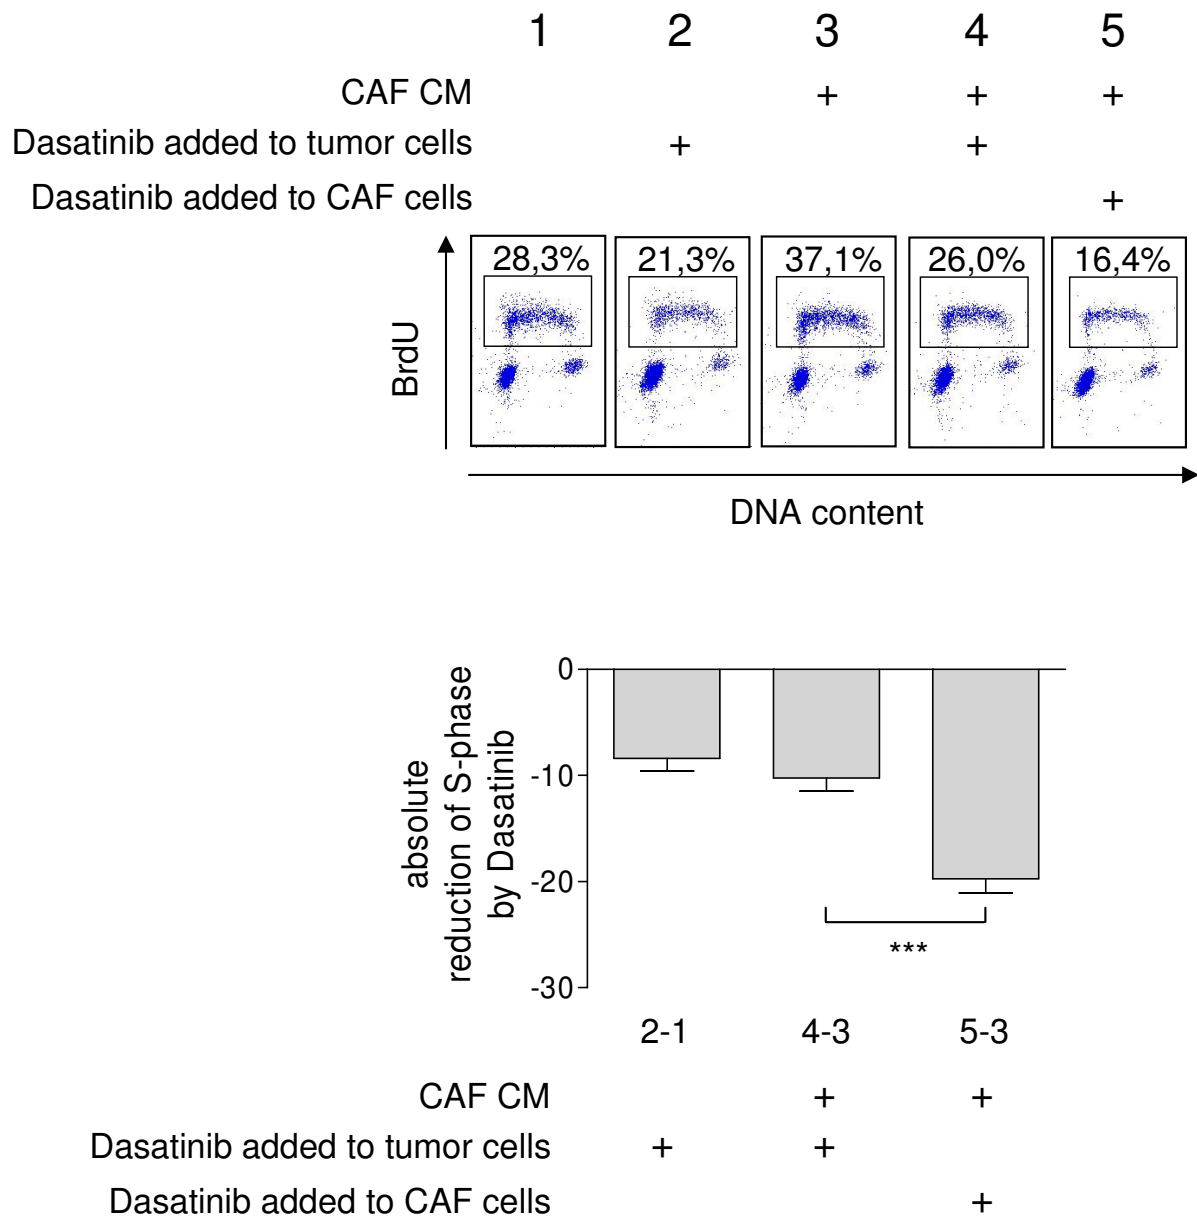 1 2 3 4 5
CAF CM + + +
Dasatinib added to tumor cells + +
Dasatinib added to CAF cells +
28,3% 21,3% 37,1% 26,0% 16,4%
BrdU
DNA content
absolute
reduction of S-phase
by Dasatinib
0
-10
-20
-30
***
2-1 4-3 5-3
CAF CM + +
Dasatinib added to tumor cells + +
Dasatinib added to CAF cells +